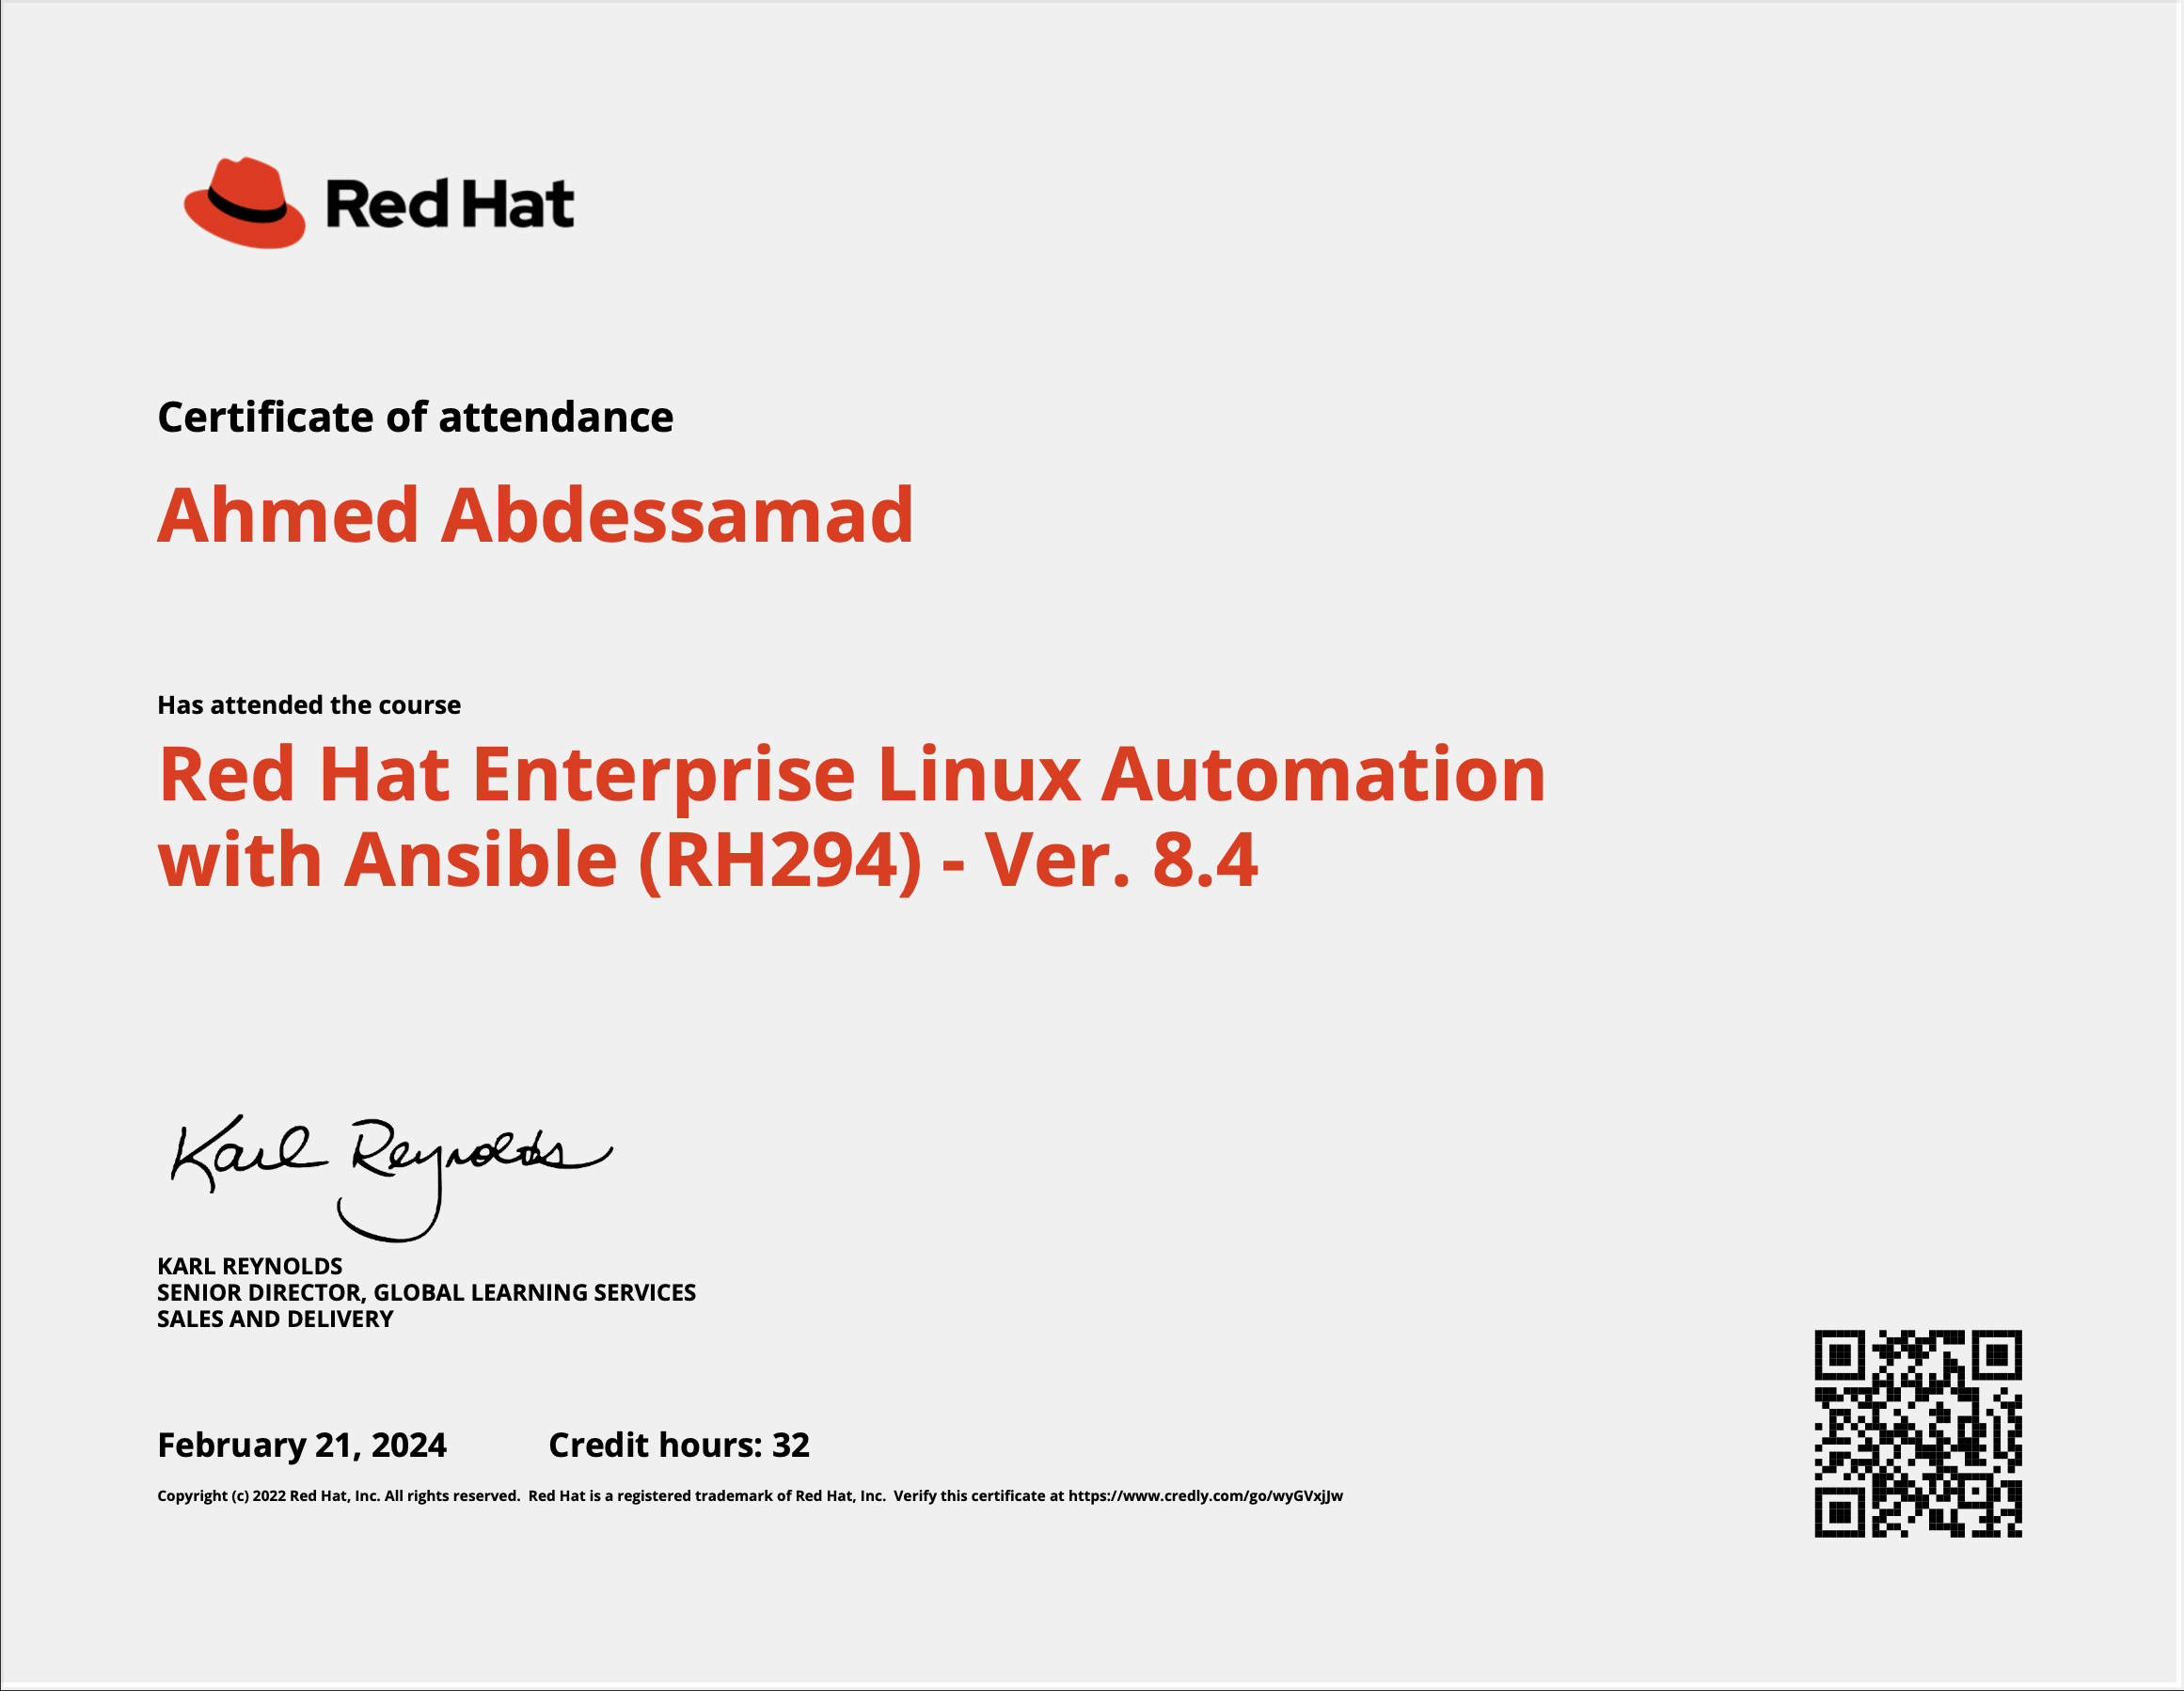 Red Hat
Certificate of attendance
Ahmed Abdessamad
Has attended the course
Red Hat Enterprise Linux Automation
with Ansible (RH294) - Ver. 8.4
Karl Reynolds
KARL REYNOLDS
SENIOR DIRECTOR, GLOBAL LEARNING SERVICES
SALES AND DELIVERY
February 21, 2024 Credit hours: 32
Copyright (c) 2022 Red Hat, Inc. All rights reserved. Red Hat is a registered trademark of Red Hat, Inc. Verify this certificate at https://www.credly.com/go/wyGVxjJw